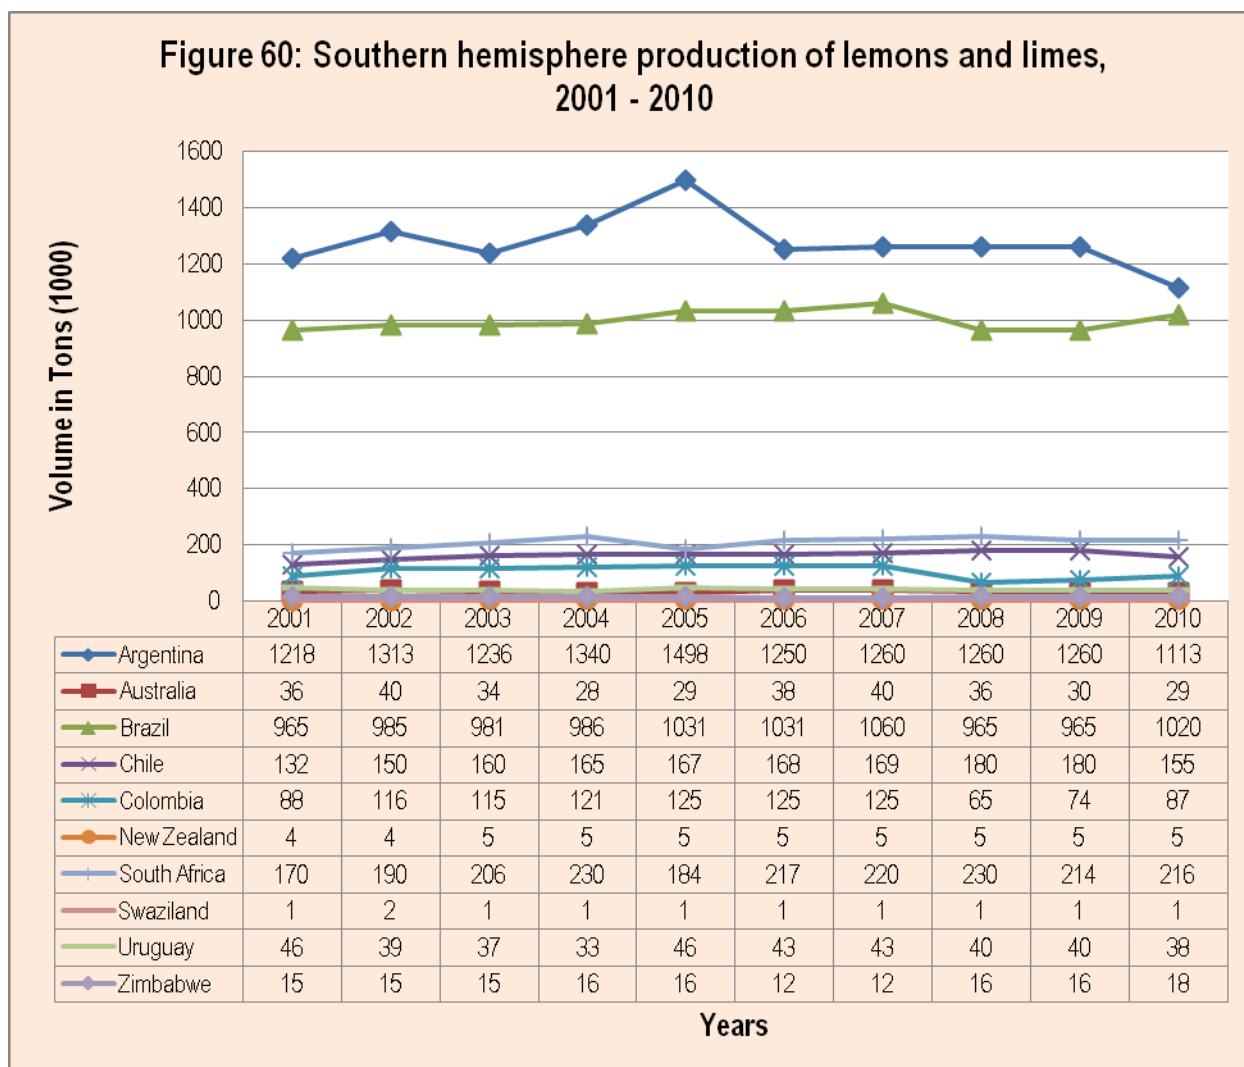 Figure 60: Southern hemisphere production of lemons and limes,
2001 - 2010
Volume in Tons (1000)
1600
1400
1200
1000
800
600
400
200
0
2001 2002 2003 2004 2005 2006 2007 2008 2009 2010
Argentina 1218 1313 1236 1340 1498 1250 1260 1260 1260 1113
Australia 36 40 34 28 29 38 40 36 30 29
Brazil 965 985 981 986 1031 1031 1060 965 965 1020
Chile 132 150 160 165 167 168 169 180 180 155
Colombia 88 116 115 121 125 125 125 65 74 87
New Zealand 4 4 5 5 5 5 5 5 5 5
South Africa 170 190 206 230 184 217 220 230 214 216
Swaziland 1 2 1 1 1 1 1 1 1 1
Uruguay 46 39 37 33 46 43 43 40 40 38
Zimbabwe 15 15 15 16 16 12 12 16 16 18
Years